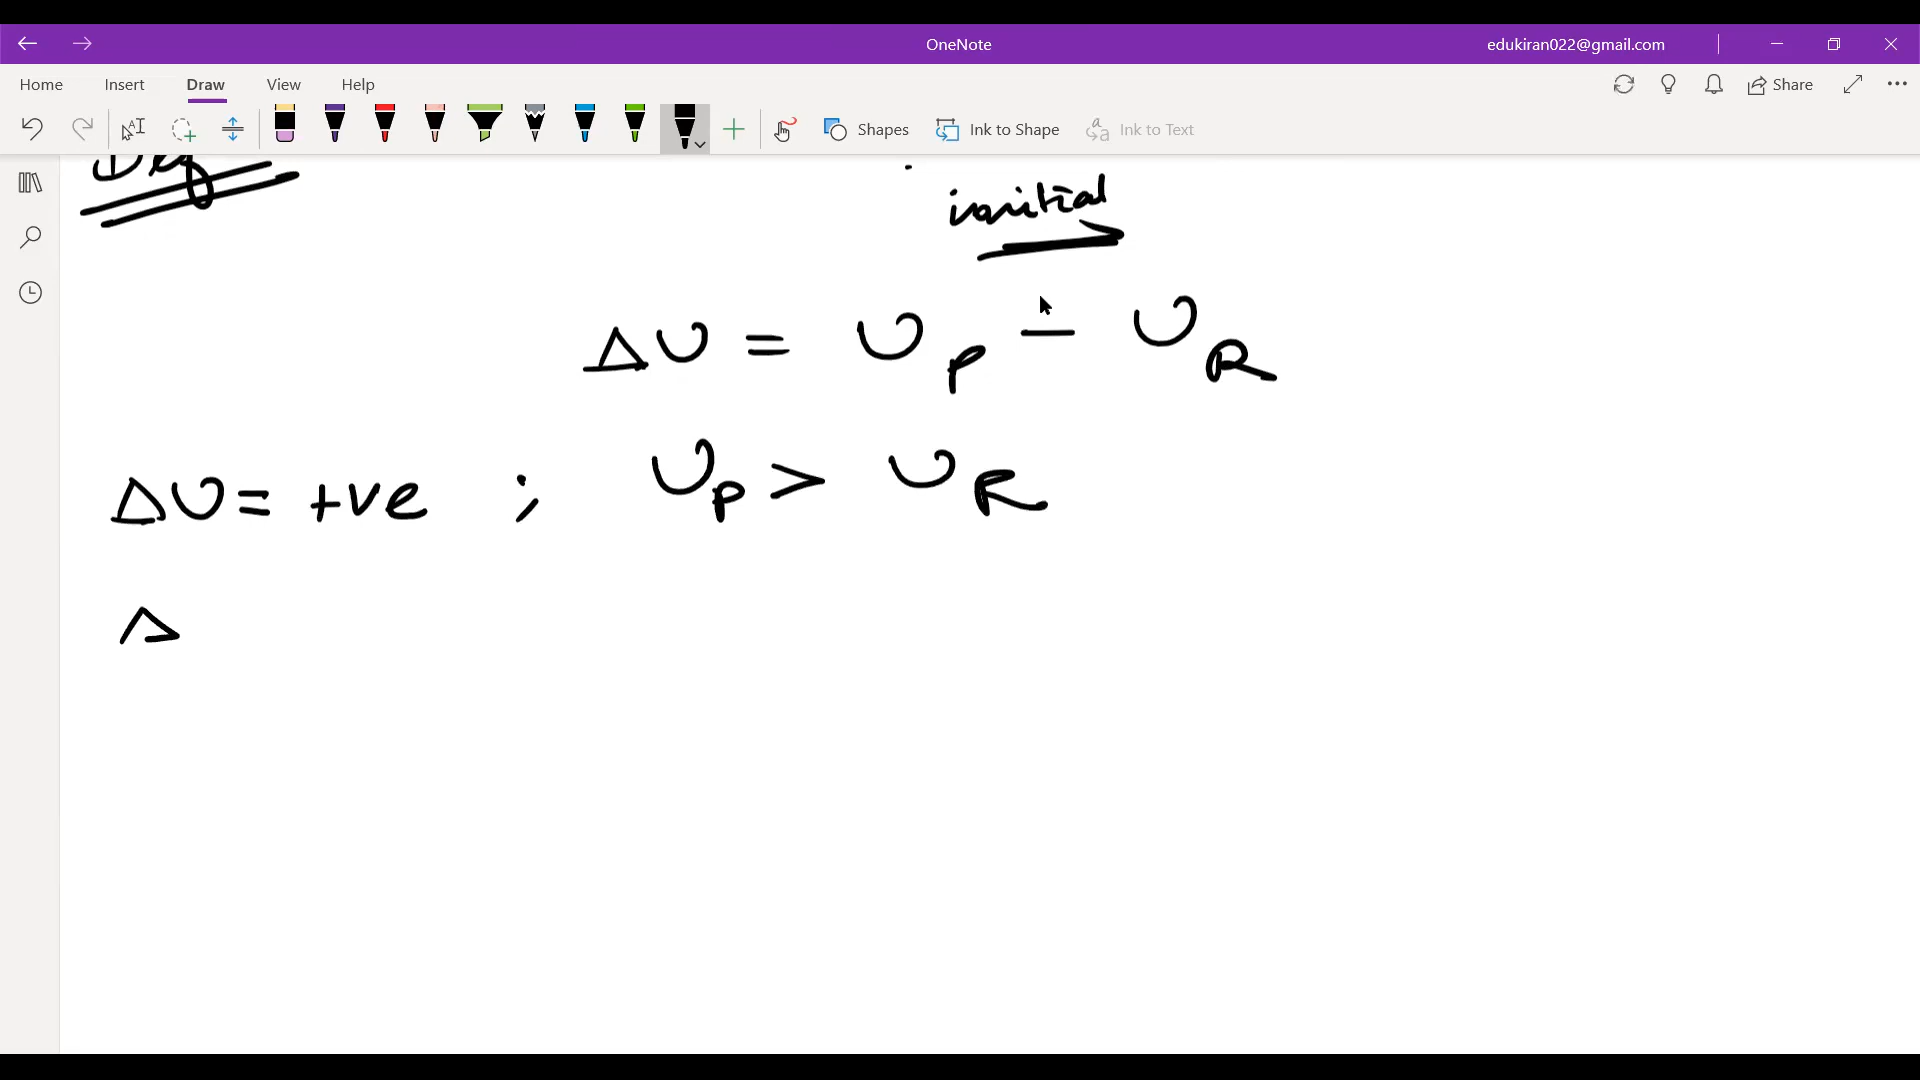 OneNote
edukiran022@gmail.com
Home Insert Draw View Help
Share
Shapes
Ink to Shape
Ink to Text
Def
initial
ΔU = U_P - U_R
ΔU = +ve ; U_P > U_R
Δ